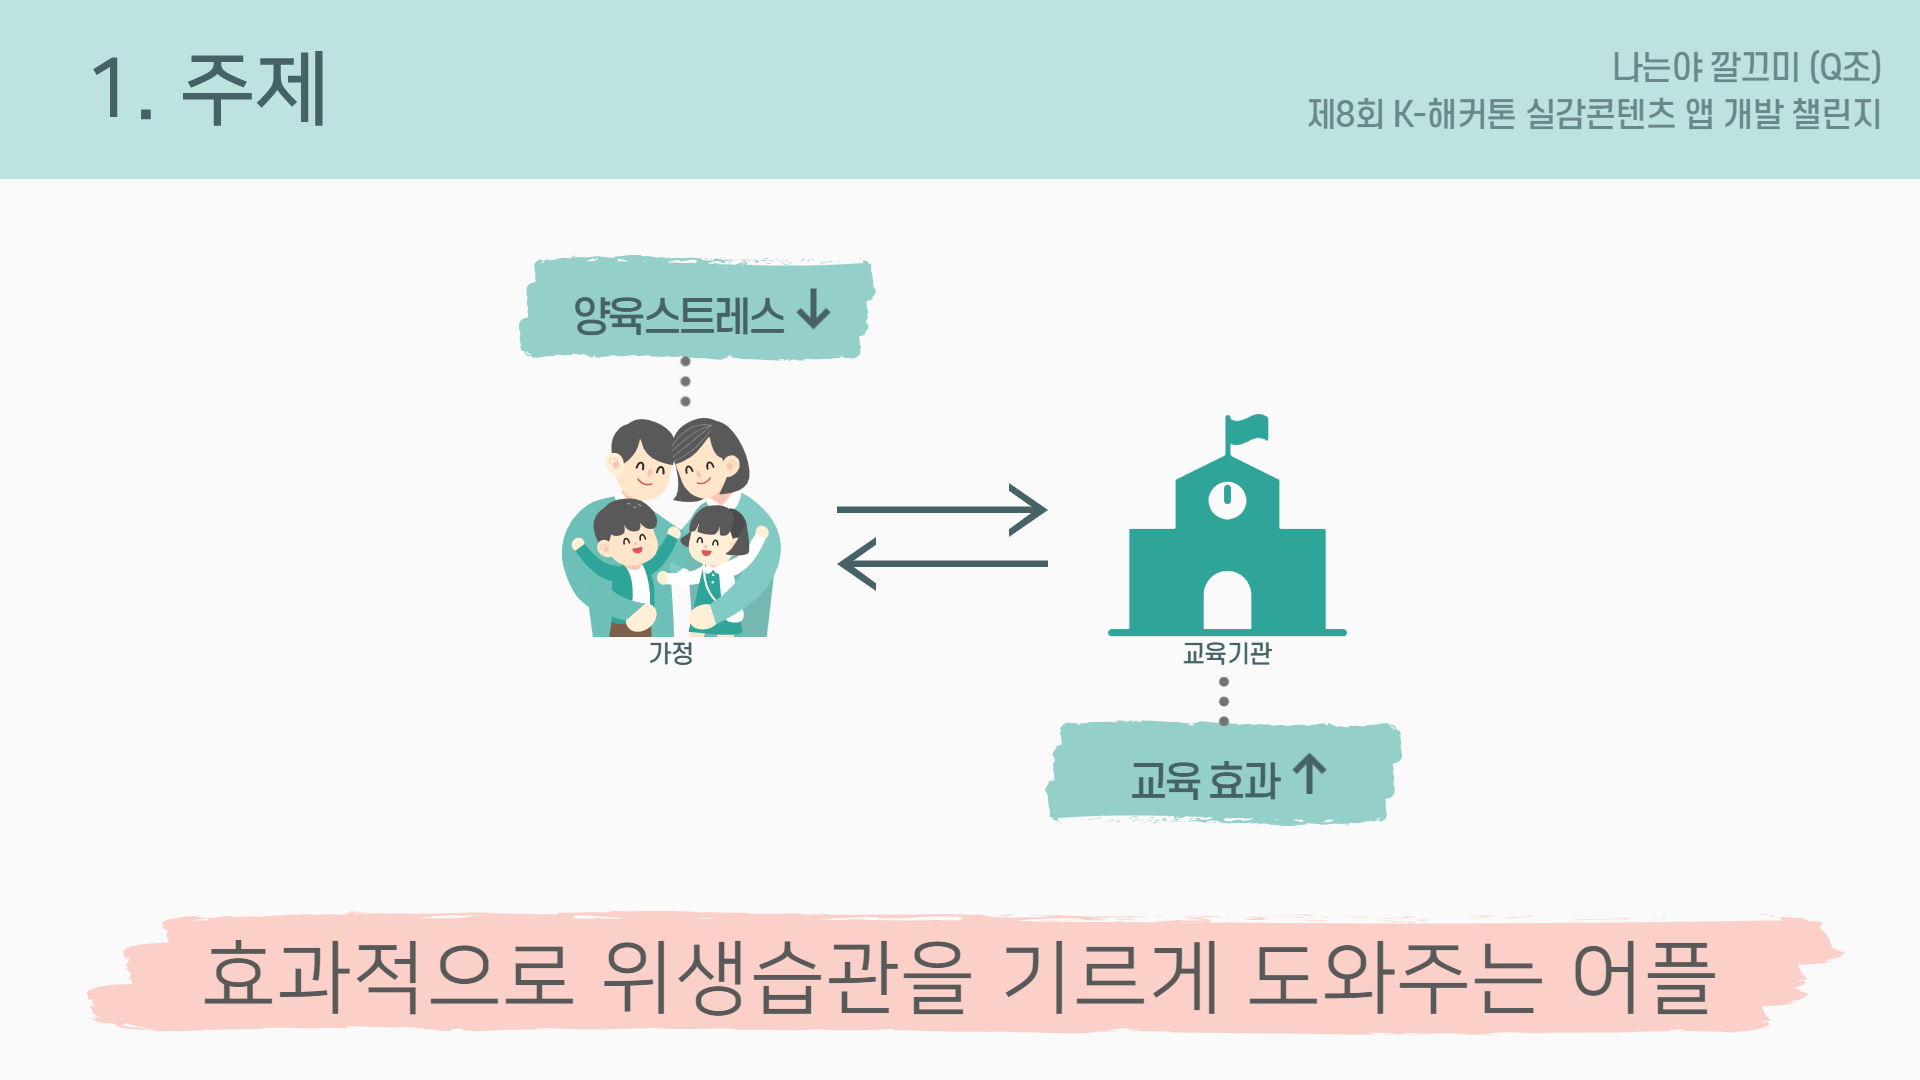 1. 주제
나는야 깔끄미 (Q조)
제8회 K-해커톤 실감콘텐츠 앱 개발 챌린지
양육스트레스 ↓
가정
교육기관
교육 효과 ↑
효과적으로 위생습관을 기르게 도와주는 어플